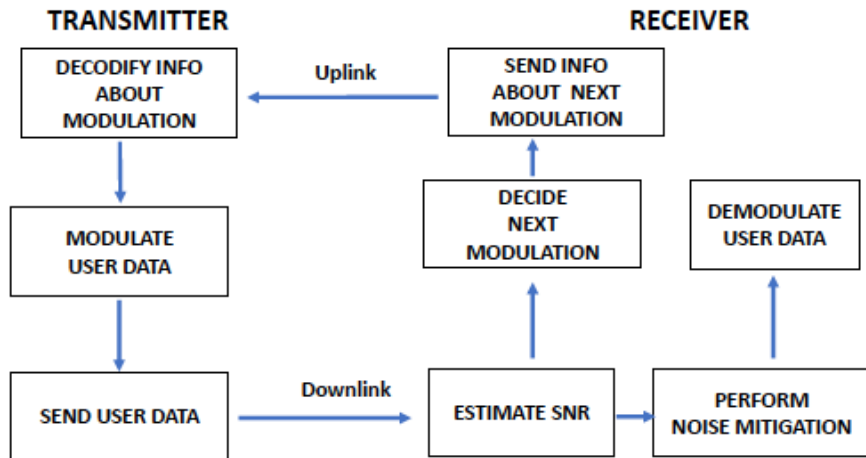 TRANSMITTER
RECEIVER
DECODIFY INFO
ABOUT
MODULATION
Uplink
SEND INFO
ABOUT NEXT
MODULATION
MODULATE
USER DATA
DECIDE
NEXT
MODULATION
DEMODULATE
USER DATA
SEND USER DATA
Downlink
ESTIMATE SNR
PERFORM
NOISE MITIGATION